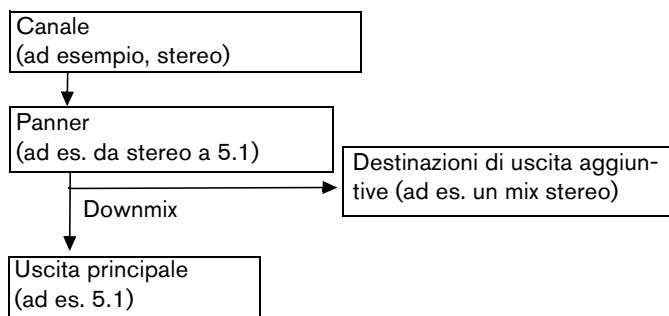 Canale
(ad esempio, stereo)
Panner
(ad es. da stereo a 5.1)
Destinazioni di uscita aggiun-
tive (ad es. un mix stereo)
Downmix
Uscita principale
(ad es. 5.1)